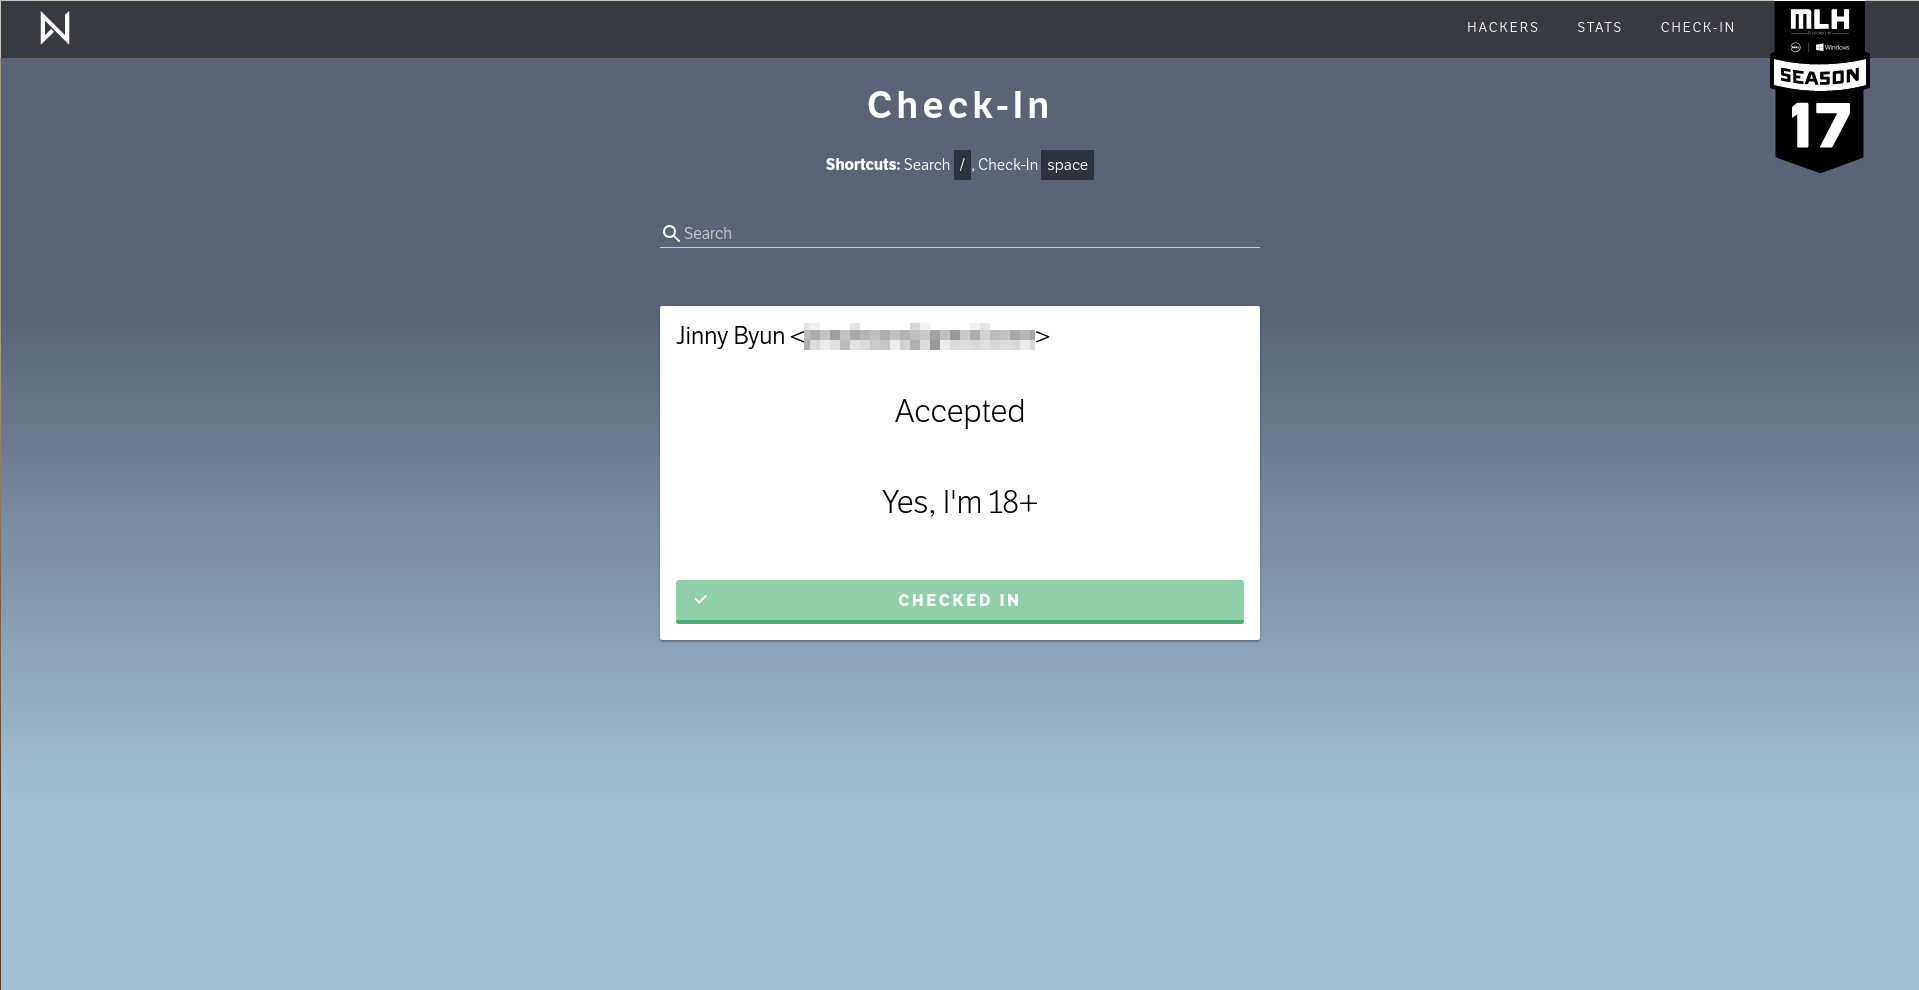 HACKERS STATS CHECK-IN
MLH
Windows
SEASON
17
Check-In
Shortcuts: Search / , Check-In space
Search
Jinny Byun < >
Accepted
Yes, I'm 18+
CHECKED IN